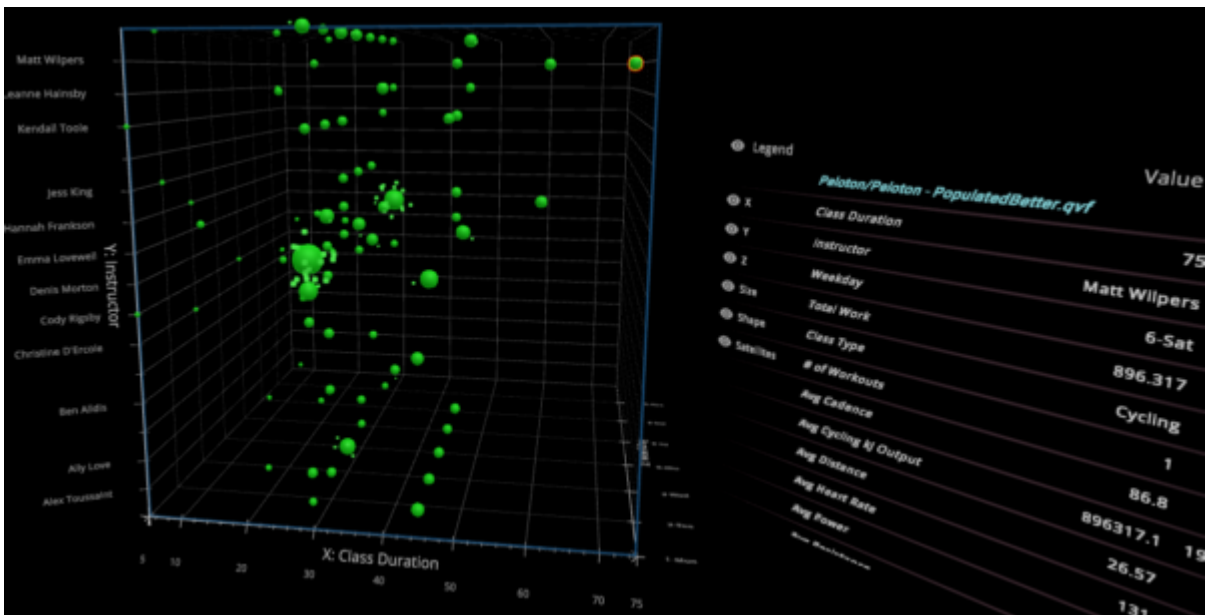 Matt Wilpers
Leanne Hainsby
Kendall Toole
Jess King
Hannah Frankson
Emma Lovewell
Denis Morton
Cody Rigsby
Christine D'Ercole
Ben Alldis
Ally Love
Alex Toussaint
Y: Instructor
X: Class Duration
5
10
20
30
40
50
60
70
75
Legend
Value
Peloton/Peloton - PopulatedBetter.qvf
X Class Duration 75
Y Instructor Matt Wilpers
Z Weekday 6-Sat
Size Total Work 896.317
Shape Class Type Cycling
Satellites # of Workouts 1
Avg Cadence 86.8
Avg Cycling kJ Output 896317.1
Avg Distance 26.57
Avg Heart Rate 131
Avg Power
19